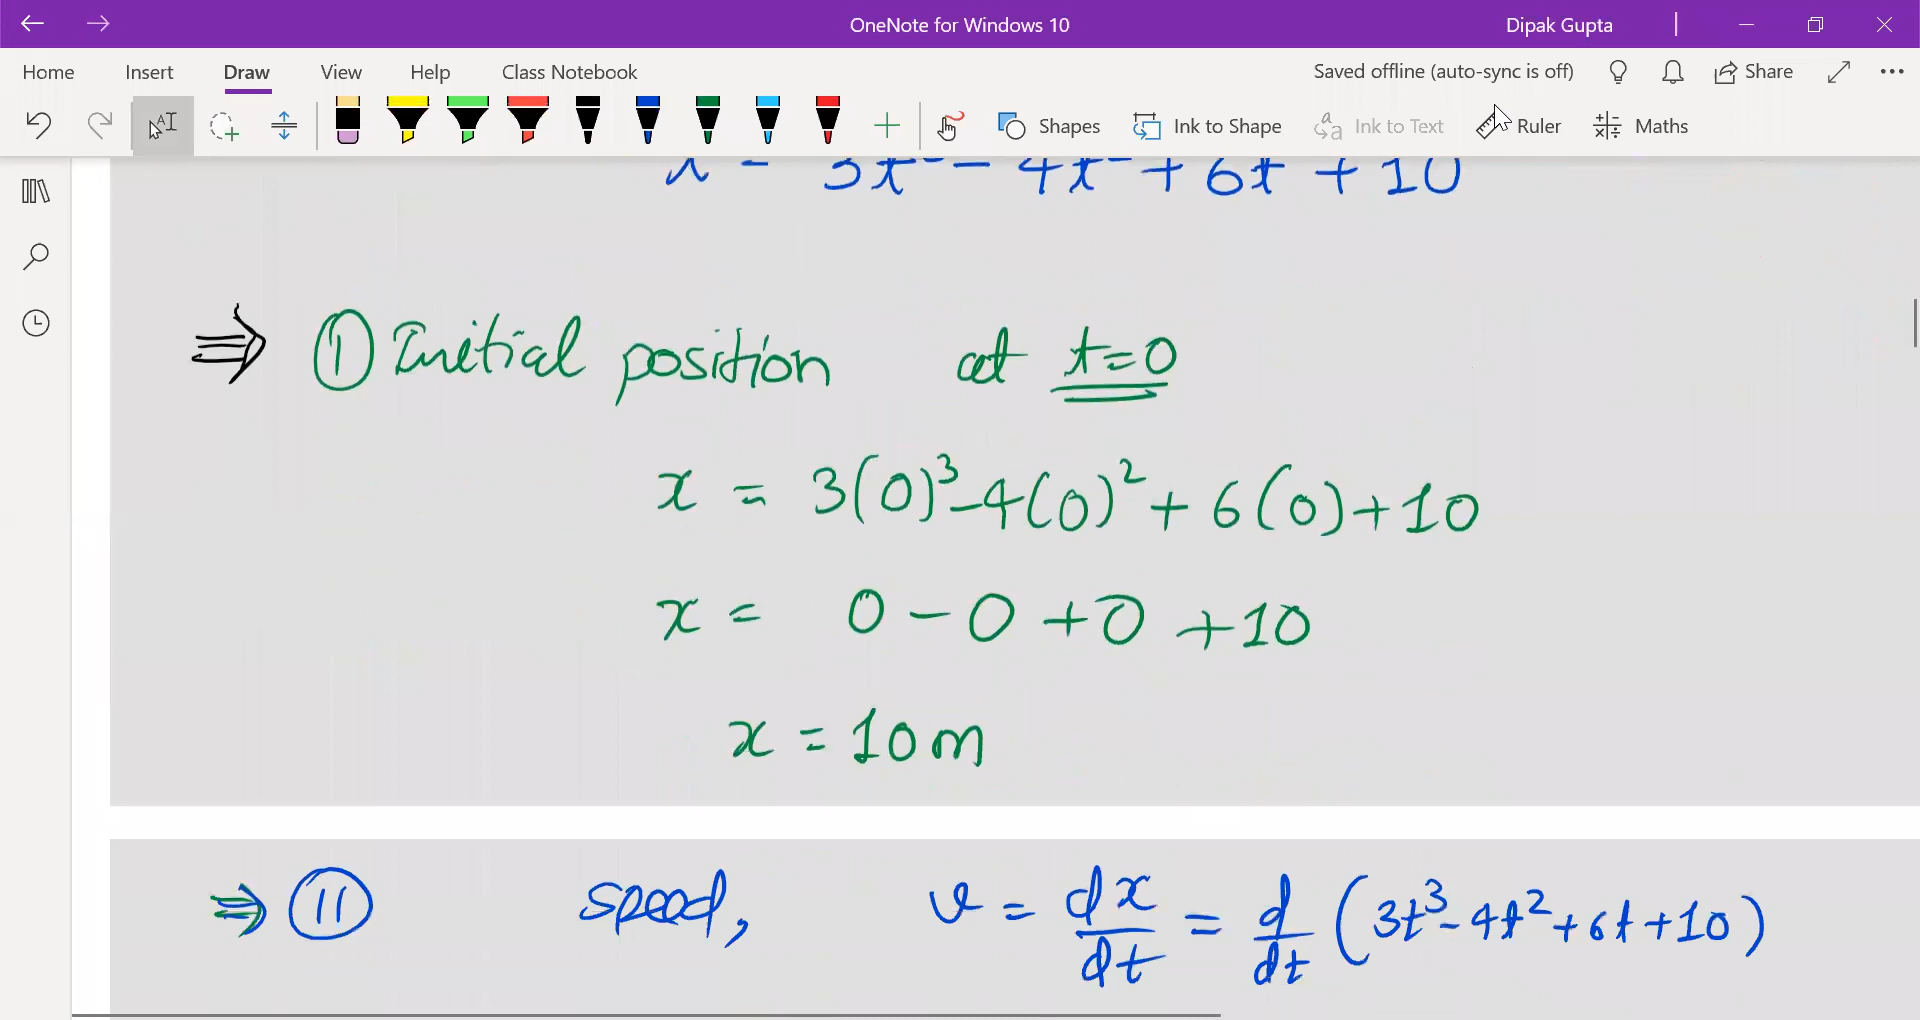 OneNote for Windows 10
Dipak Gupta
Home Insert Draw View Help Class Notebook
Saved offline (auto-sync is off)
Share
Shapes Ink to Shape Ink to Text Ruler Maths
x = 3t³ - 4t² + 6t + 10
⇛ ① Initial position at t=0
x = 3(0)³ - 4(0)² + 6(0) + 10
x = 0 - 0 + 0 + 10
x = 10 m
⇛ (11) speed, v = dx/dt = d/dt (3t³ - 4t² + 6t + 10)